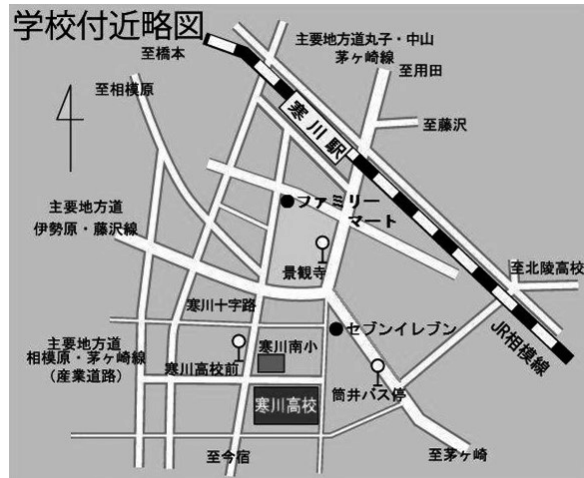 学校付近略図
至橋本
主要地方道丸子・中山
茅ヶ崎線
至用田
至相模原
至藤沢
寒川駅
主要地方道
伊勢原・藤沢線
ファミリー
マート
景観寺
至北陵高校
寒川十字路
セブンイレブン
主要地方道
相模原・茅ヶ崎線
(産業道路)
寒川高校前
寒川南小
JR相模線
筒井バス停
寒川高校
至今宿
至茅ヶ崎